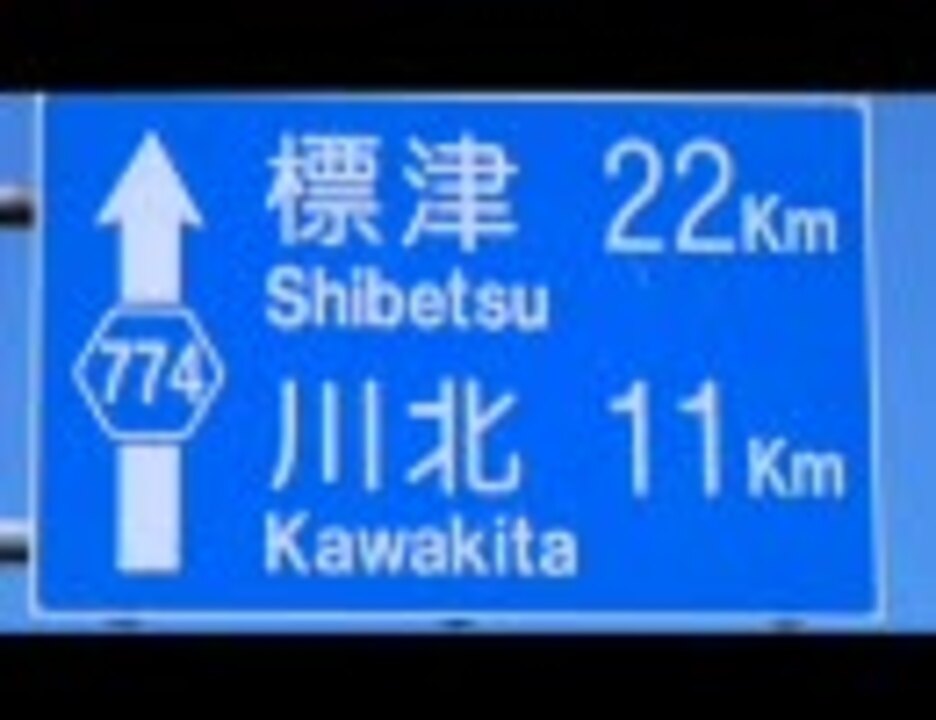 標津 22Km
Shibetsu
774
川北 11Km
Kawakita